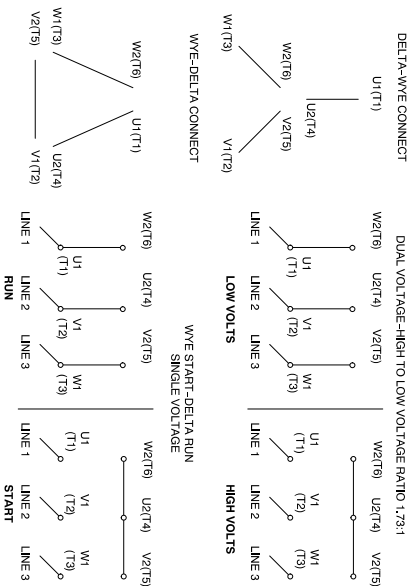 DELTA–WYE CONNECT
U1(T1)
U2(T4)
W2(T6)
V2(T5)
W1(T3)
V1(T2)
DUAL VOLTAGE–HIGH TO LOW VOLTAGE RATIO 1.73:1
W2(T6) U2(T4) V2(T5)
U1 (T1)
V1 (T2)
W1 (T3)
LINE 1 LINE 2 LINE 3
LOW VOLTS
W2(T6) U2(T4) V2(T5)
U1 (T1)
V1 (T2)
W1 (T3)
LINE 1 LINE 2 LINE 3
HIGH VOLTS
WYE–DELTA CONNECT
W2(T6)
U1(T1)
W1(T3)
V2(T5)
U2(T4)
V1(T2)
WYE START–DELTA RUN
SINGLE VOLTAGE
W2(T6) U2(T4) V2(T5)
U1 (T1)
V1 (T2)
W1 (T3)
LINE 1 LINE 2 LINE 3
RUN
W2(T6) U2(T4) V2(T5)
U1 (T1)
V1 (T2)
W1 (T3)
LINE 1 LINE 2 LINE 3
START